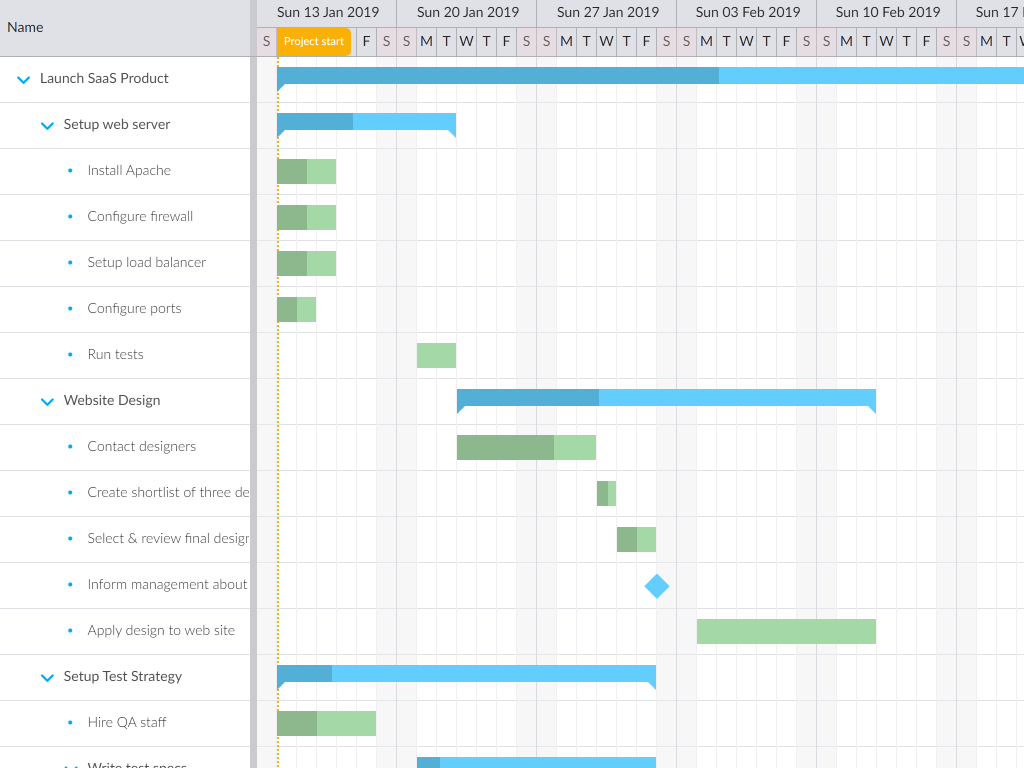 Name
Sun 13 Jan 2019 Sun 20 Jan 2019 Sun 27 Jan 2019 Sun 03 Feb 2019 Sun 10 Feb 2019 Sun 17
S Project start F S S M T W T F S S M T W T F S S M T W T F S S M T W T F S S M T
Launch SaaS Product
Setup web server
Install Apache
Configure firewall
Setup load balancer
Configure ports
Run tests
Website Design
Contact designers
Create shortlist of three de
Select & review final desigr
Inform management about
Apply design to web site
Setup Test Strategy
Hire QA staff
Write test specs